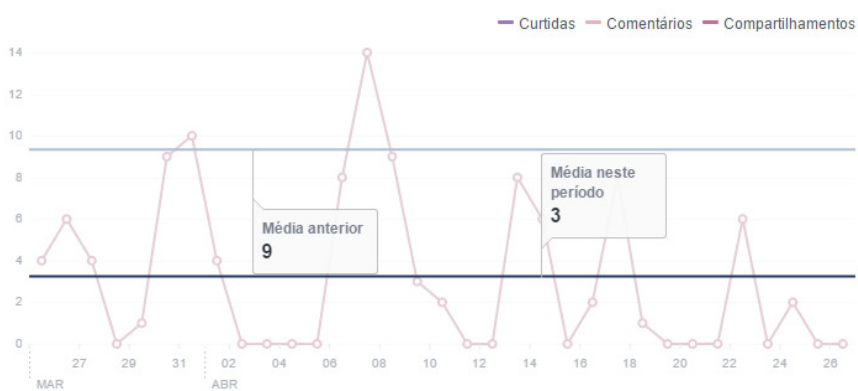 Curtidas Comentários Compartilhamentos
14
12
10
8
6
4
2
0
Média anterior
9
Média neste
período
3
27 29 31 02 04 06 08 10 12 14 16 18 20 22 24 26
MAR ABR